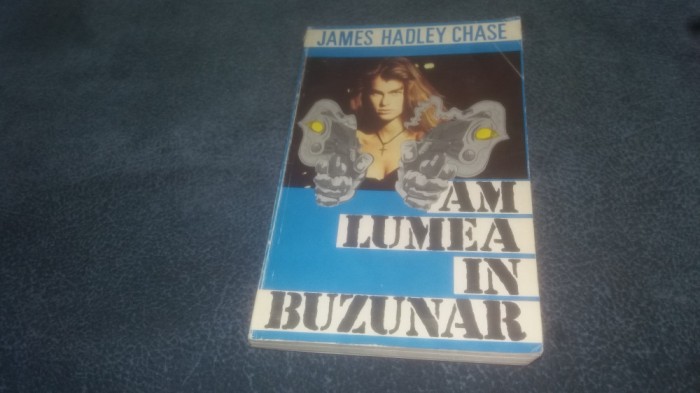 JAMES HADLEY CHASE
AM
LUMEA
IN
BUZUNAR